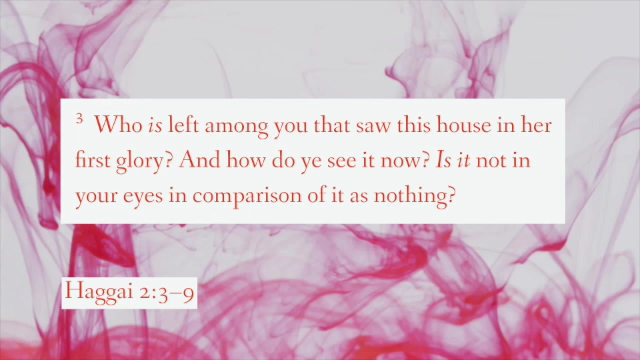 3 Who is left among you that saw this house in her
first glory? And how do ye see it now? Is it not in
your eyes in comparison of it as nothing?
Haggai 2:3–9